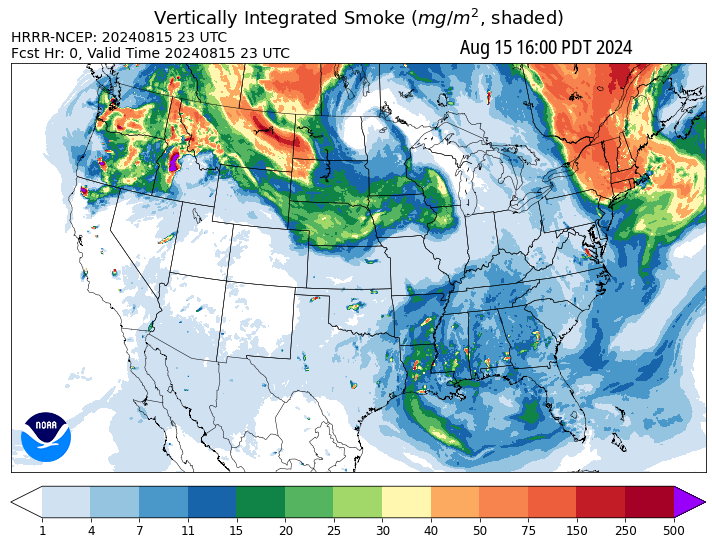 Vertically Integrated Smoke (mg/m², shaded)
HRRR-NCEP: 20240815 23 UTC
Fcst Hr: 0, Valid Time 20240815 23 UTC
Aug 15 16:00 PDT 2024
NOAA
1 4 7 11 15 20 25 30 40 50 75 150 250 500